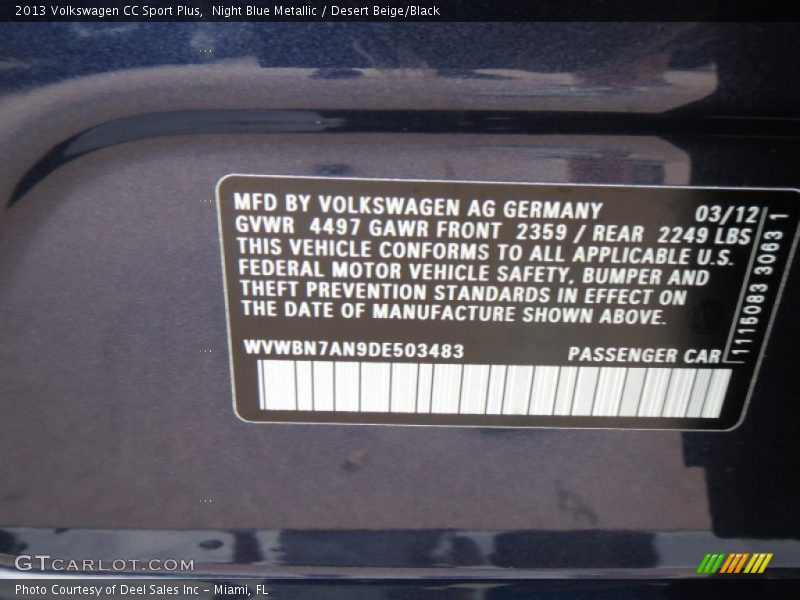 2013 Volkswagen CC Sport Plus, Night Blue Metallic / Desert Beige/Black
MFD BY VOLKSWAGEN AG GERMANY 03/12
GVWR 4497 GAWR FRONT 2359 / REAR 2249 LBS
THIS VEHICLE CONFORMS TO ALL APPLICABLE U.S.
FEDERAL MOTOR VEHICLE SAFETY, BUMPER AND
THEFT PREVENTION STANDARDS IN EFFECT ON
THE DATE OF MANUFACTURE SHOWN ABOVE.
WVWBN7AN9DE503483 PASSENGER CAR
1116083 30631
GTCARLOT.COM
Photo Courtesy of Deel Sales Inc - Miami, FL